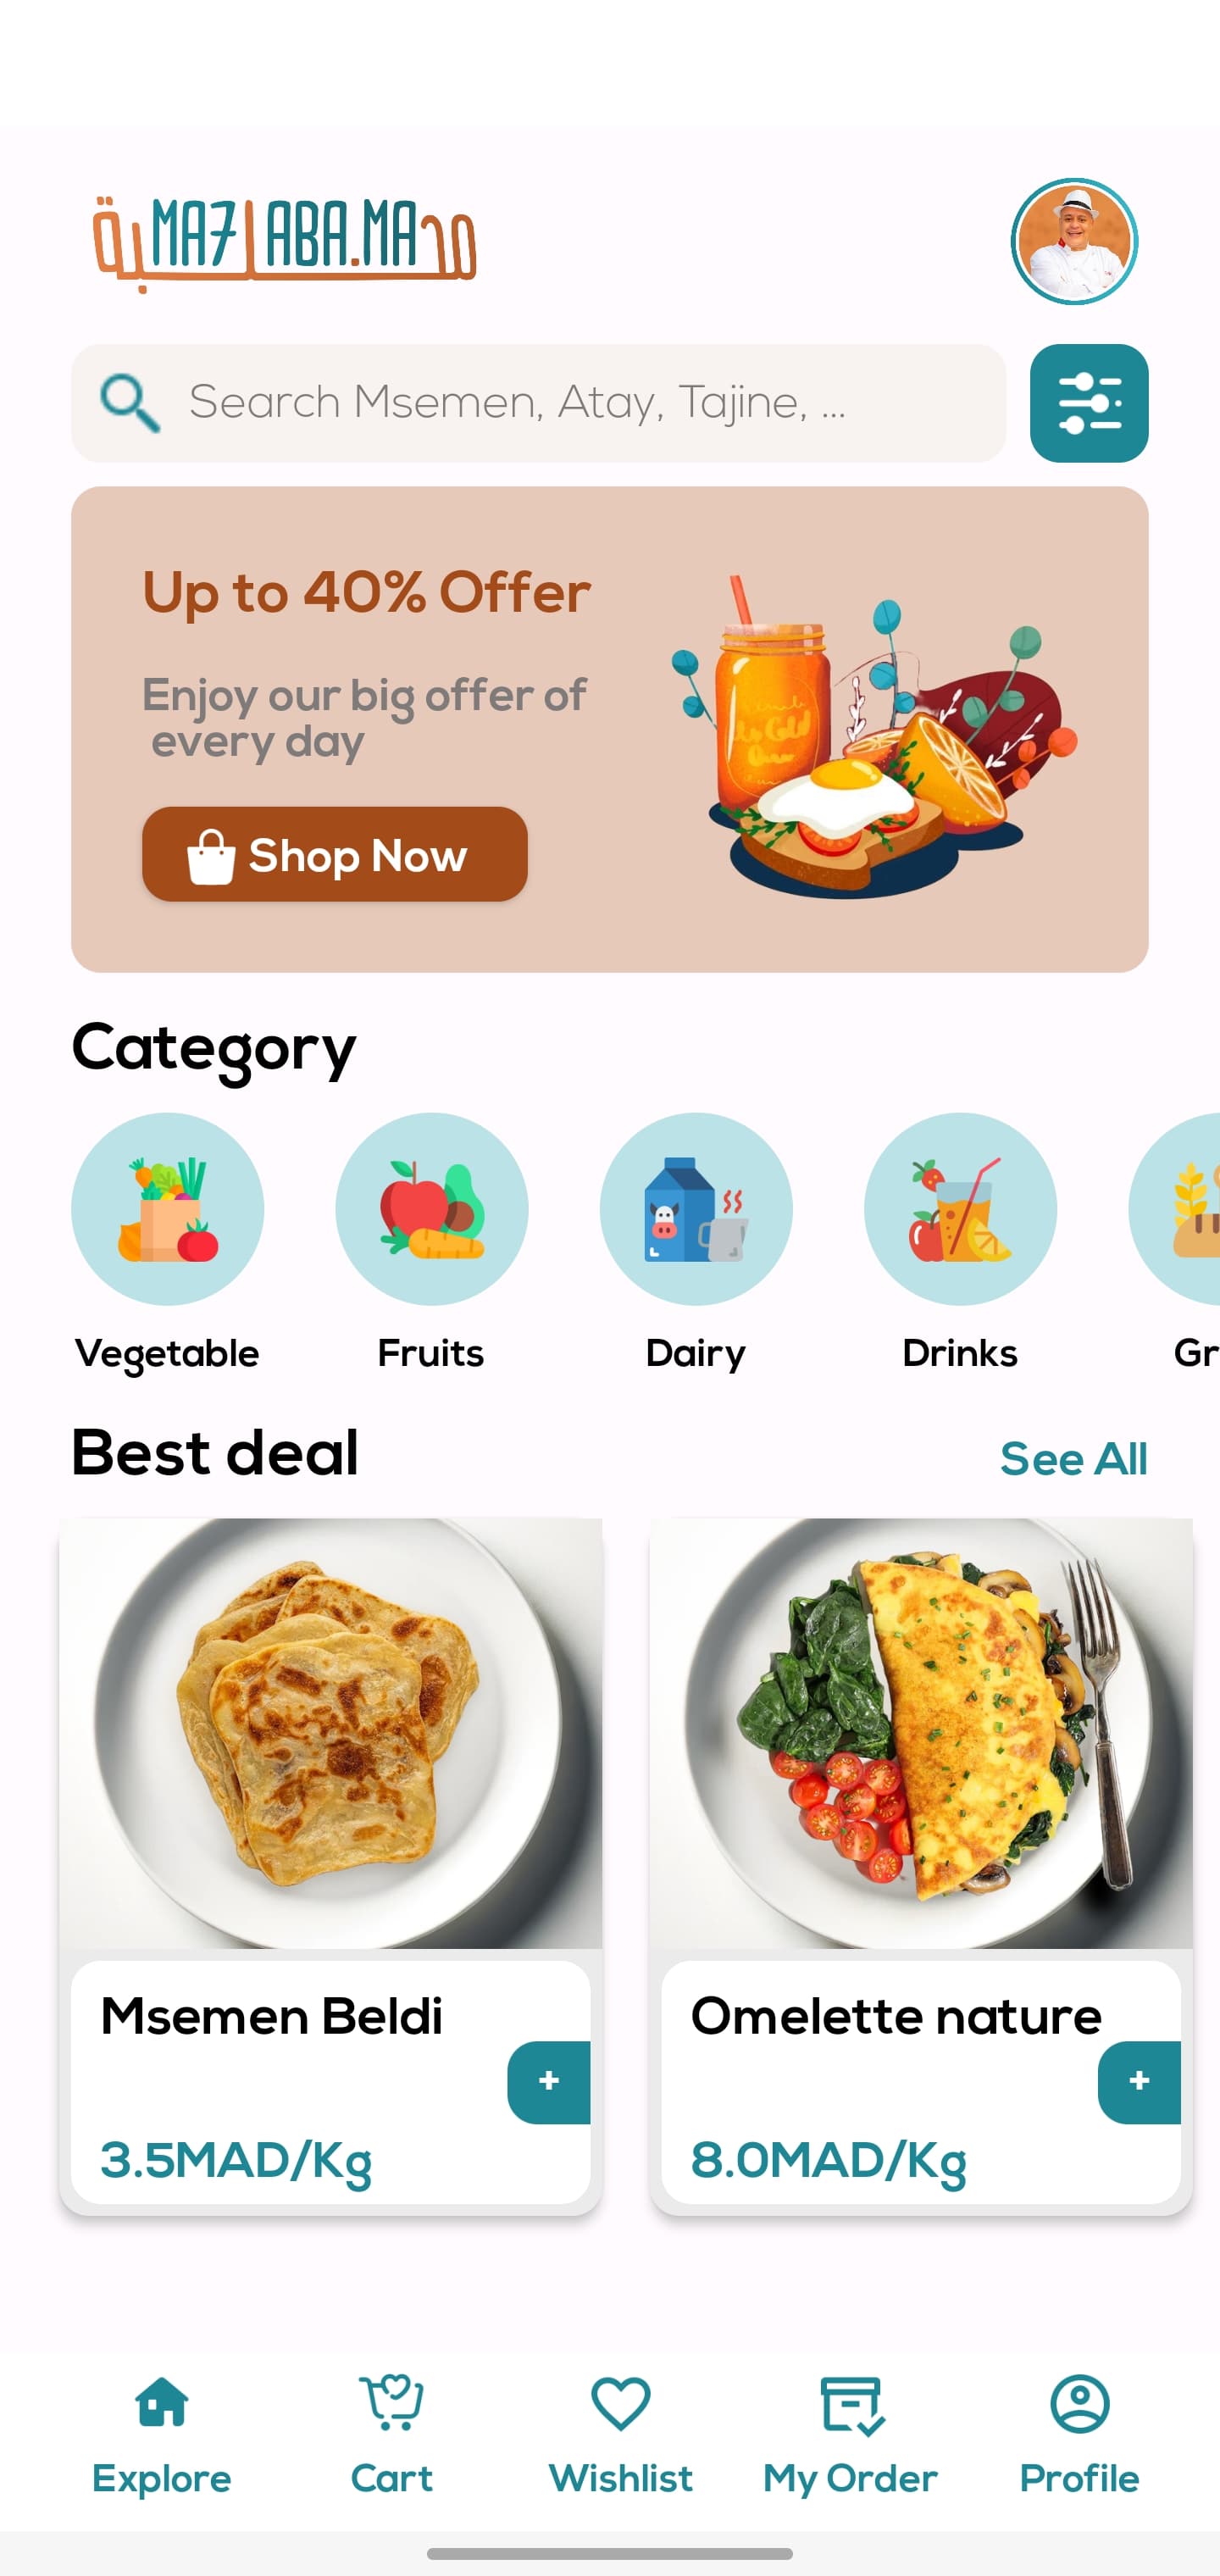 MA7LABA.MA
محلبة
Search Msemen, Atay, Tajine, ...
Up to 40% Offer
Enjoy our big offer of
every day
Shop Now
Category
Vegetable
Fruits
Dairy
Drinks
Gr
Best deal
See All
Msemen Beldi
+
3.5MAD/Kg
Omelette nature
+
8.0MAD/Kg
Explore
Cart
Wishlist
My Order
Profile